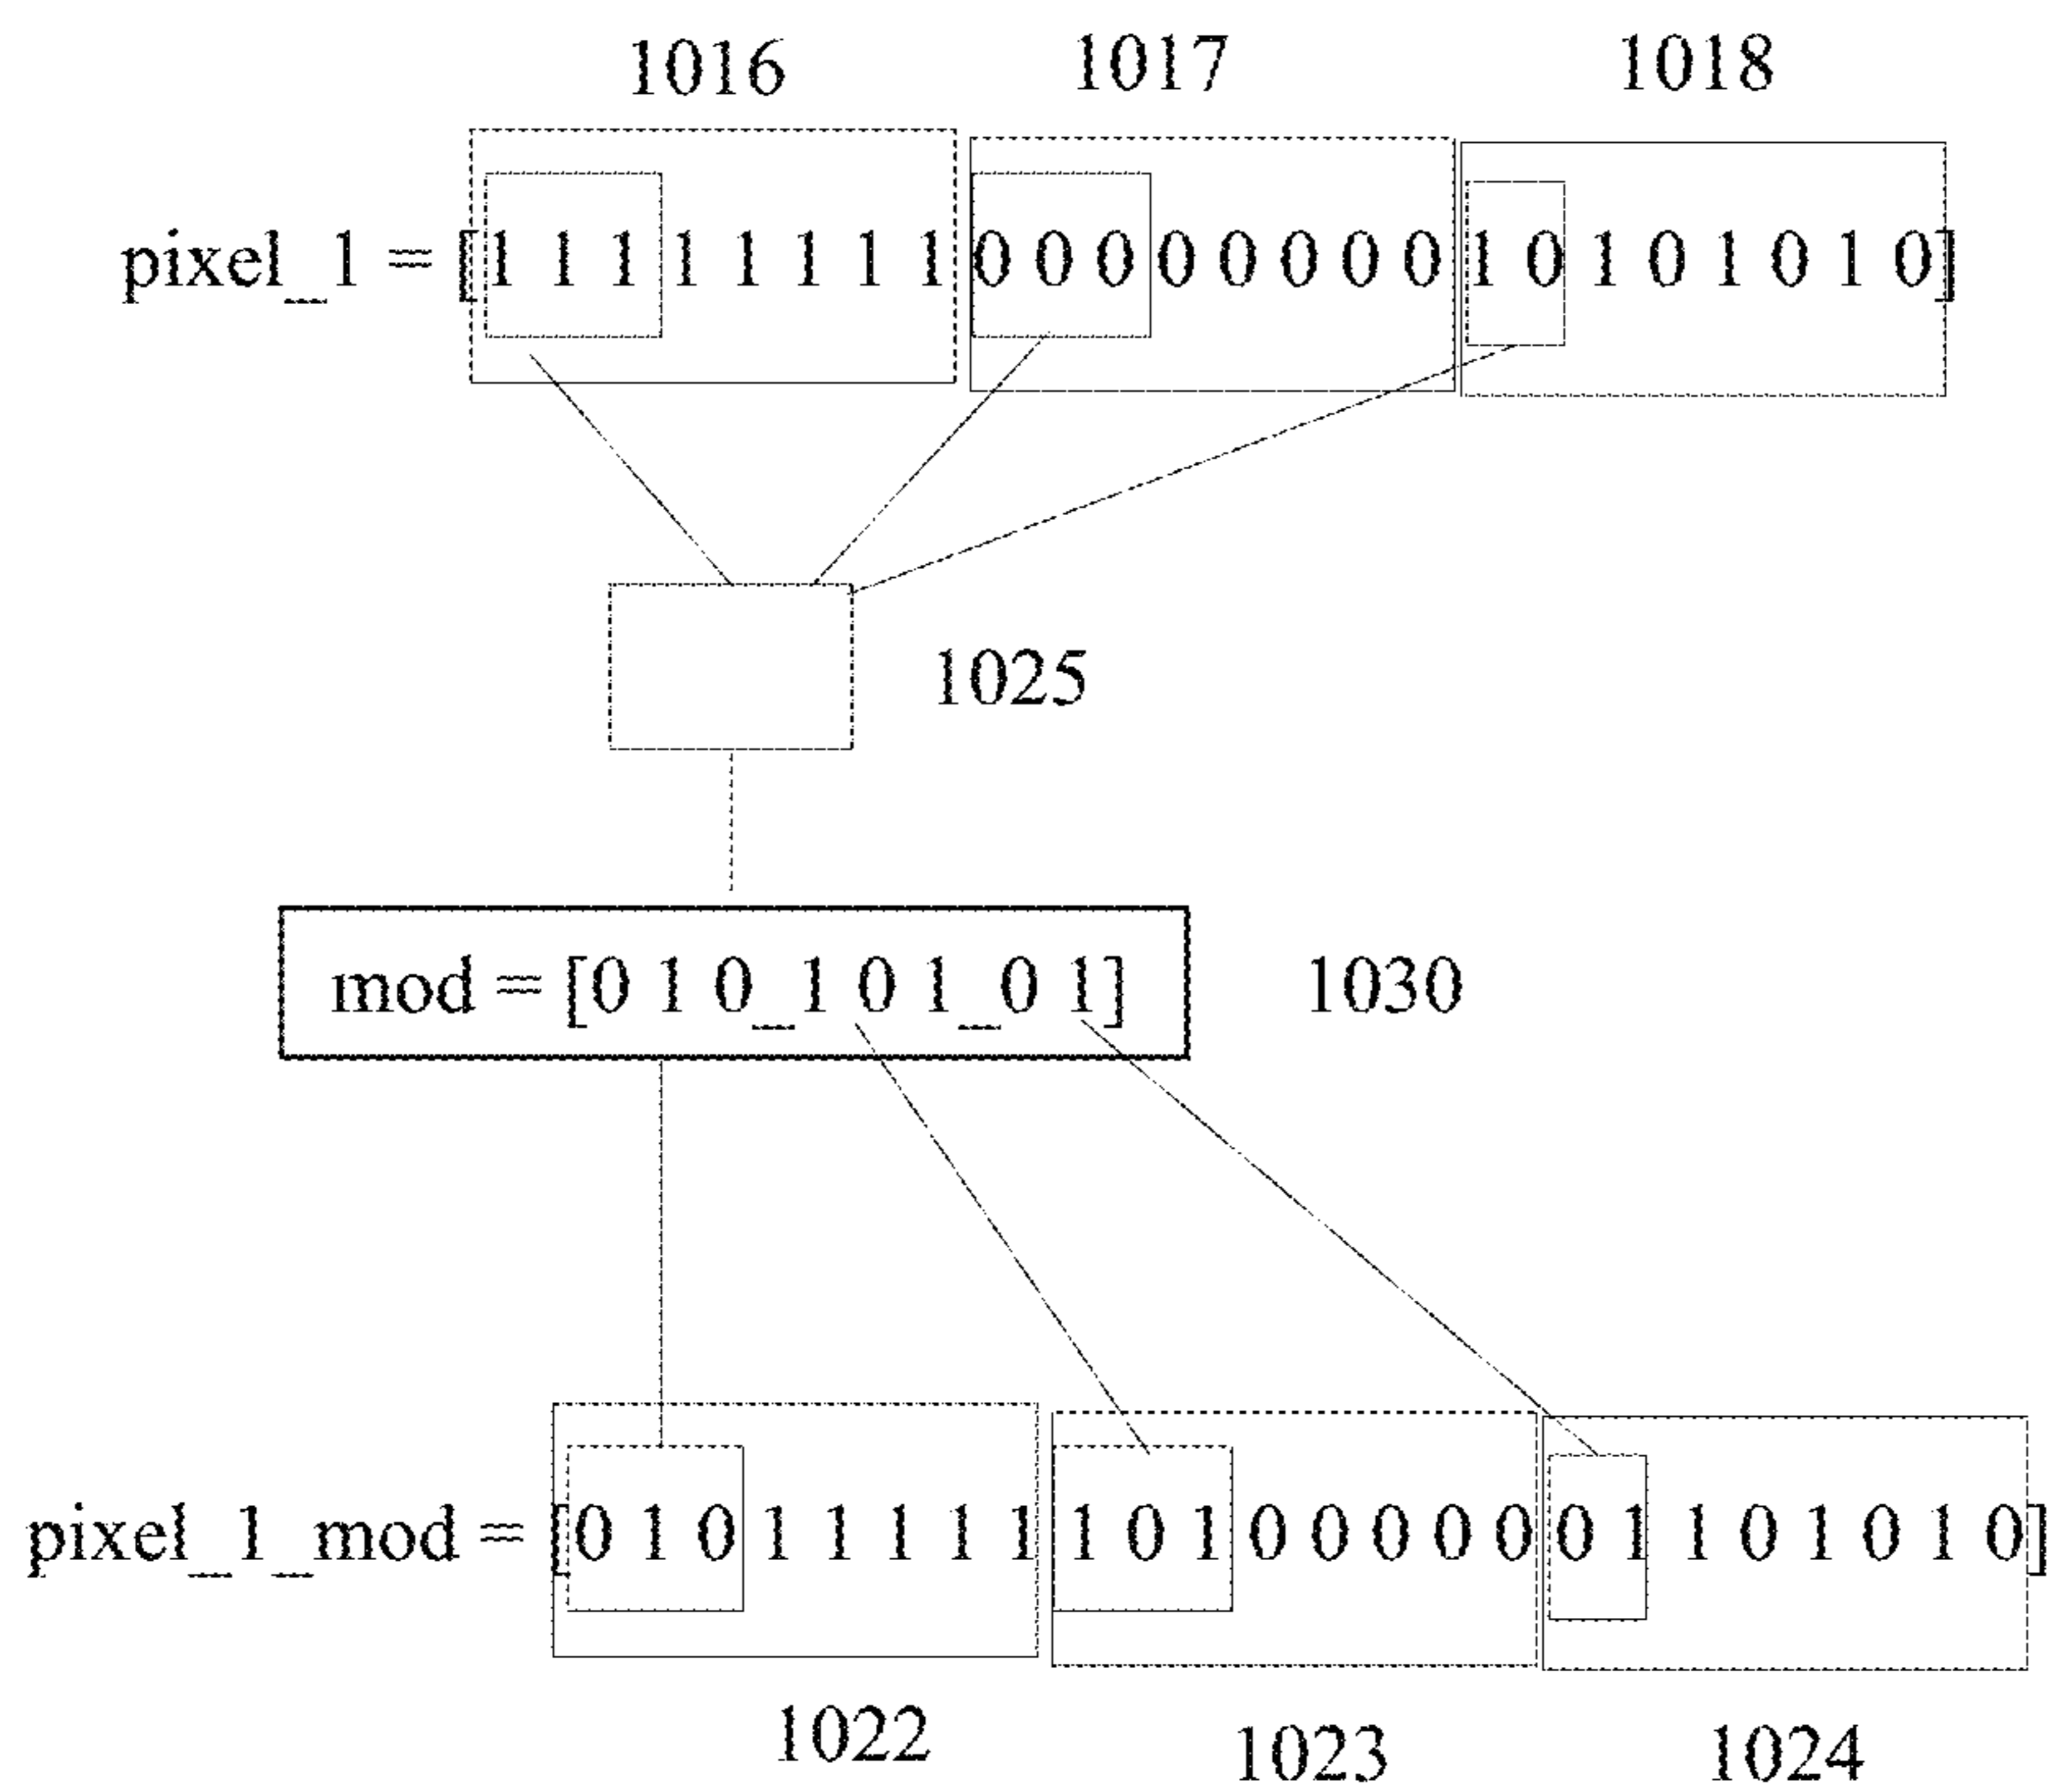 1016 1017 1018
pixel_1 = [1 1 1 1 1 1 1 1 0 0 0 0 0 0 0 0 1 0 1 0 1 0 1 0]
1025
mod = [0 1 0_1 0 1_0 1] 1030
pixel_1_mod = [0 1 0 1 1 1 1 1 1 0 1 0 0 0 0 0 0 1 1 0 1 0 1 0]
1022 1023 1024